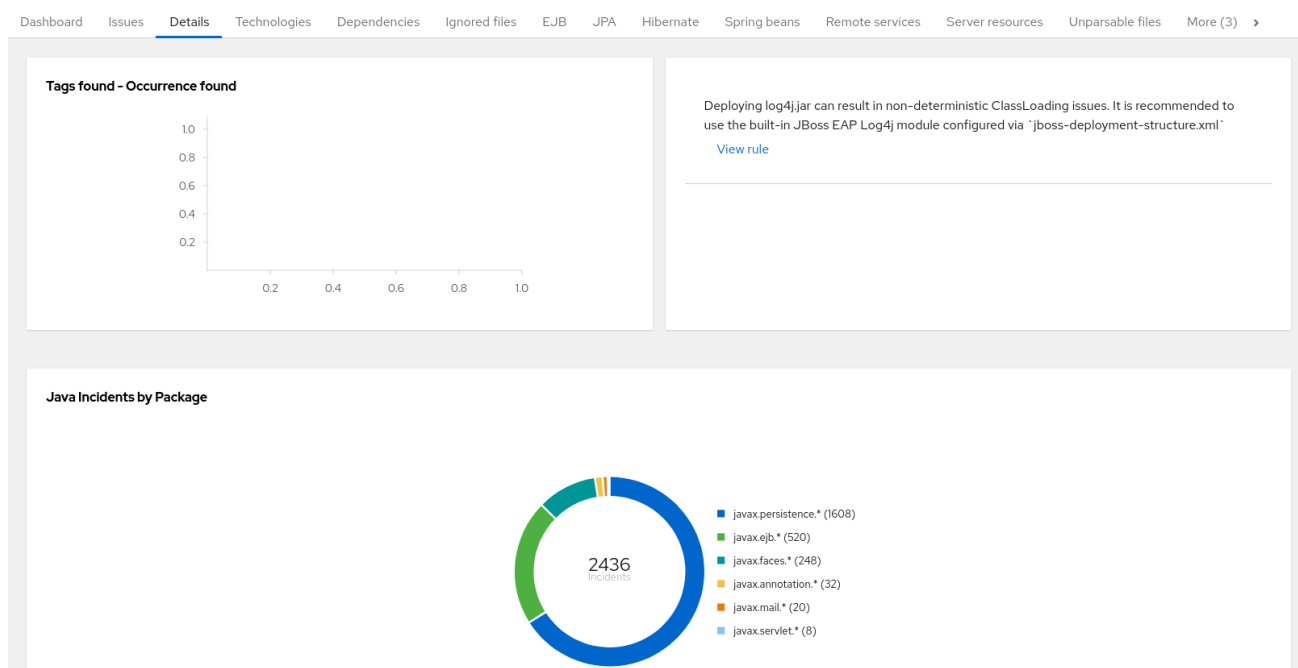 Dashboard Issues Details Technologies Dependencies Ignored files EJB JPA Hibernate Spring beans Remote services Server resources Unparsable files More (3)
Tags found - Occurrence found
1.0
0.8
0.6
0.4
0.2
0.2 0.4 0.6 0.8 1.0
Deploying log4j.jar can result in non-deterministic ClassLoading issues. It is recommended to
use the built-in JBoss EAP Log4j module configured via `jboss-deployment-structure.xml`
View rule
Java Incidents by Package
2436
Incidents
javax.persistence.* (1608)
javax.ejb.* (520)
javax.faces.* (248)
javax.annotation.* (32)
javax.mail.* (20)
javax.servlet.* (8)